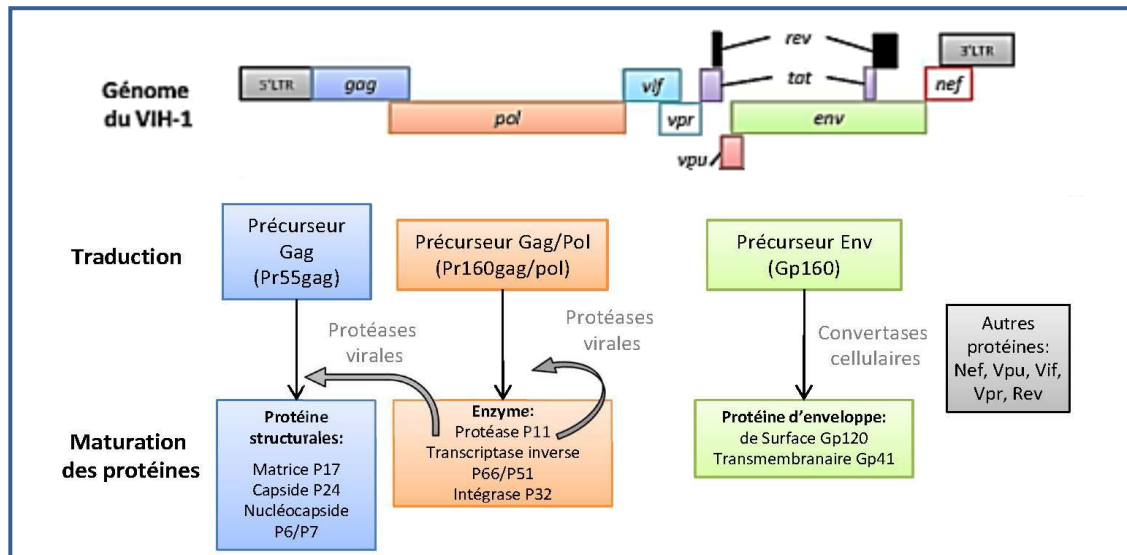 rev
3'LTR
Génome
du VIH-1
5'LTR
gag
vif
tat
nef
pol
vpr
env
vpu
Traduction
Précurseur
Gag
(Pr55gag)
Précurseur Gag/Pol
(Pr160gag/pol)
Précurseur Env
(Gp160)
Protéases
virales
Protéases
virales
Convertases
cellulaires
Autres
protéines:
Nef, Vpu, Vif,
Vpr, Rev
Maturation
des protéines
Protéine
structurales:
Matrice P17
Capside P24
Nucléocapside
P6/P7
Enzyme:
Protéase P11
Transcriptase inverse
P66/P51
Intégrase P32
Protéine d'enveloppe:
de Surface Gp120
Transmembranaire Gp41